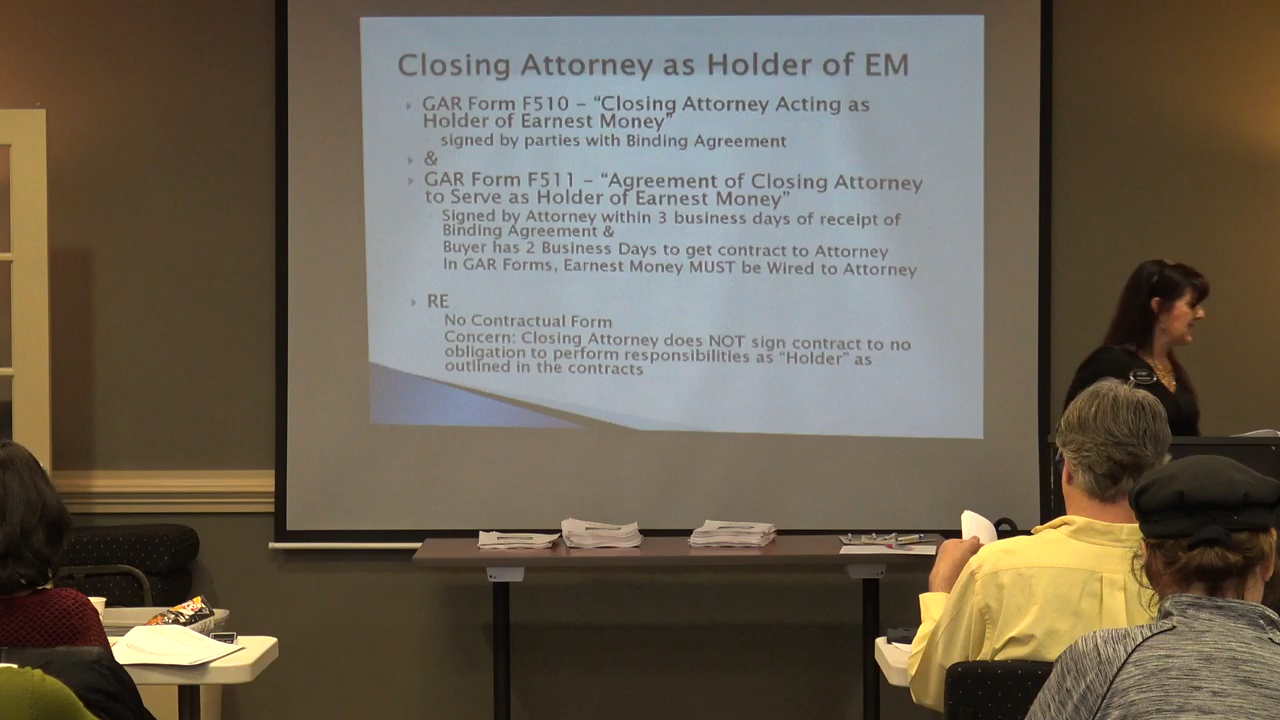 Closing Attorney as Holder of EM
GAR Form F510 – “Closing Attorney Acting as
Holder of Earnest Money”
signed by parties with Binding Agreement
&
GAR Form F511 – “Agreement of Closing Attorney
to Serve as Holder of Earnest Money”
Signed by Attorney within 3 business days of receipt of
Binding Agreement &
Buyer has 2 Business Days to get contract to Attorney
In GAR Forms, Earnest Money MUST be Wired to Attorney
RE
No Contractual Form
Concern: Closing Attorney does NOT sign contract to no
obligation to perform responsibilities as “Holder” as
outlined in the contracts